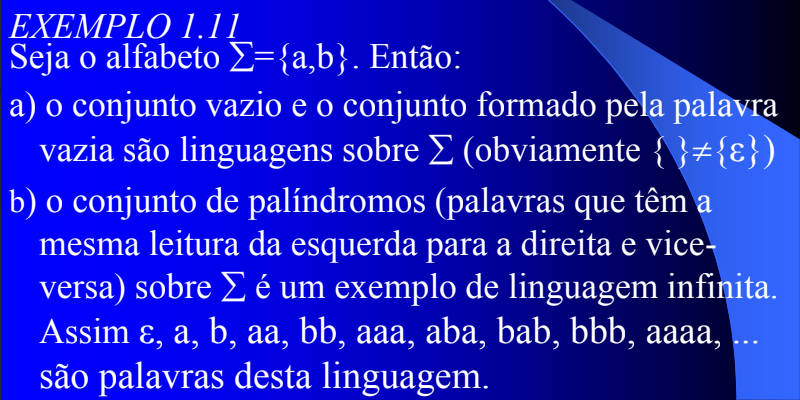 EXEMPLO 1.11
Seja o alfabeto ∑={a,b}. Então:
a) o conjunto vazio e o conjunto formado pela palavra
vazia são linguagens sobre ∑ (obviamente { }≠{ε})
b) o conjunto de palíndromos (palavras que têm a
mesma leitura da esquerda para a direita e vice-
versa) sobre ∑ é um exemplo de linguagem infinita.
Assim ε, a, b, aa, bb, aaa, aba, bab, bbb, aaaa, ...
são palavras desta linguagem.